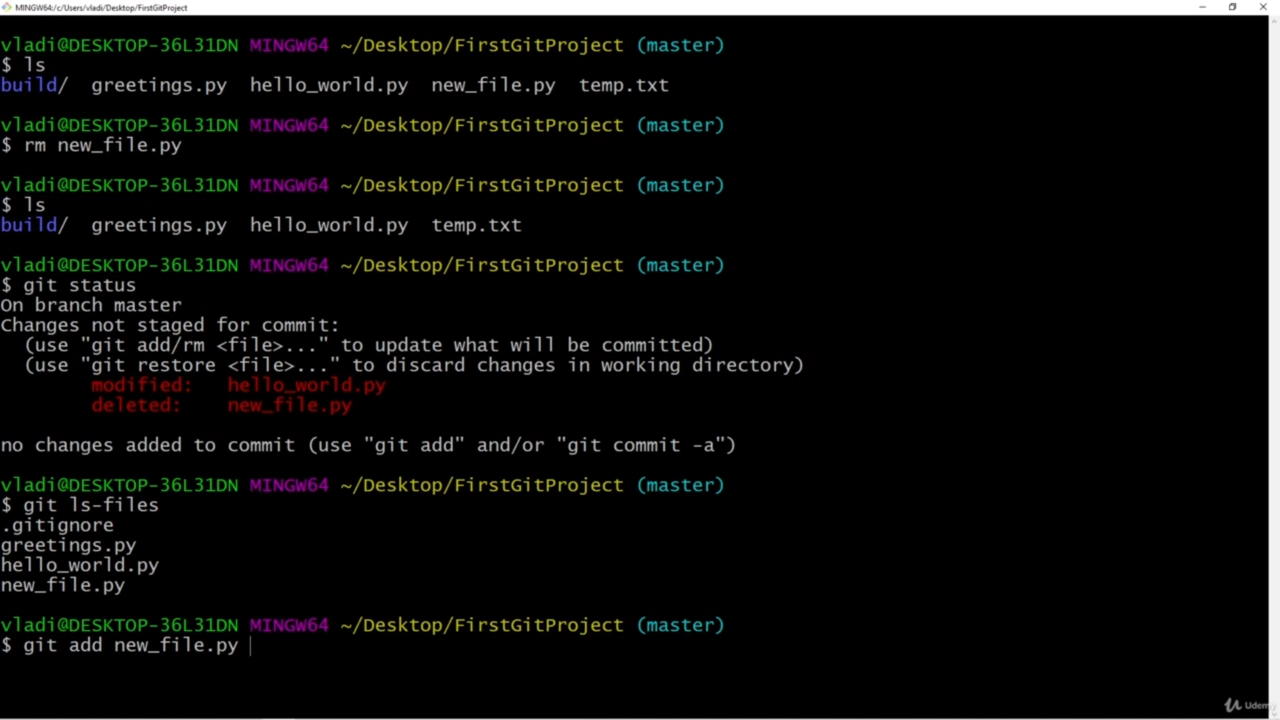 MINGW64:/c/Users/vladi/Desktop/FirstGitProject
vladi@DESKTOP-36L31DN MINGW64 ~/Desktop/FirstGitProject (master)
$ ls
build/  greetings.py  hello_world.py  new_file.py  temp.txt
vladi@DESKTOP-36L31DN MINGW64 ~/Desktop/FirstGitProject (master)
$ rm new_file.py
vladi@DESKTOP-36L31DN MINGW64 ~/Desktop/FirstGitProject (master)
$ ls
build/  greetings.py  hello_world.py  temp.txt
vladi@DESKTOP-36L31DN MINGW64 ~/Desktop/FirstGitProject (master)
$ git status
On branch master
Changes not staged for commit:
  (use "git add/rm <file>..." to update what will be committed)
  (use "git restore <file>..." to discard changes in working directory)
        modified:   hello_world.py
        deleted:    new_file.py
no changes added to commit (use "git add" and/or "git commit -a")
vladi@DESKTOP-36L31DN MINGW64 ~/Desktop/FirstGitProject (master)
$ git ls-files
.gitignore
greetings.py
hello_world.py
new_file.py
vladi@DESKTOP-36L31DN MINGW64 ~/Desktop/FirstGitProject (master)
$ git add new_file.py
Udemy